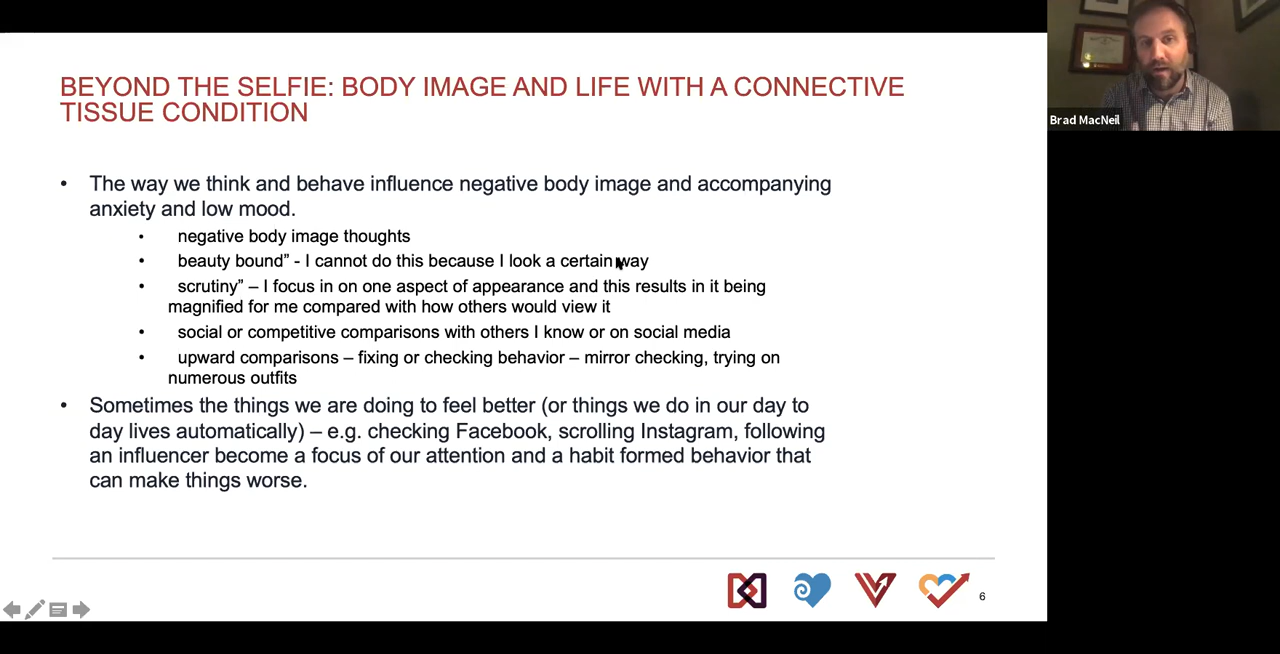 BEYOND THE SELFIE: BODY IMAGE AND LIFE WITH A CONNECTIVE
TISSUE CONDITION
Brad MacNeil
• The way we think and behave influence negative body image and accompanying
anxiety and low mood.
• negative body image thoughts
• beauty bound” - I cannot do this because I look a certain way
• scrutiny” – I focus in on one aspect of appearance and this results in it being
magnified for me compared with how others would view it
• social or competitive comparisons with others I know or on social media
• upward comparisons – fixing or checking behavior – mirror checking, trying on
numerous outfits
• Sometimes the things we are doing to feel better (or things we do in our day to
day lives automatically) – e.g. checking Facebook, scrolling Instagram, following
an influencer become a focus of our attention and a habit formed behavior that
can make things worse.
6